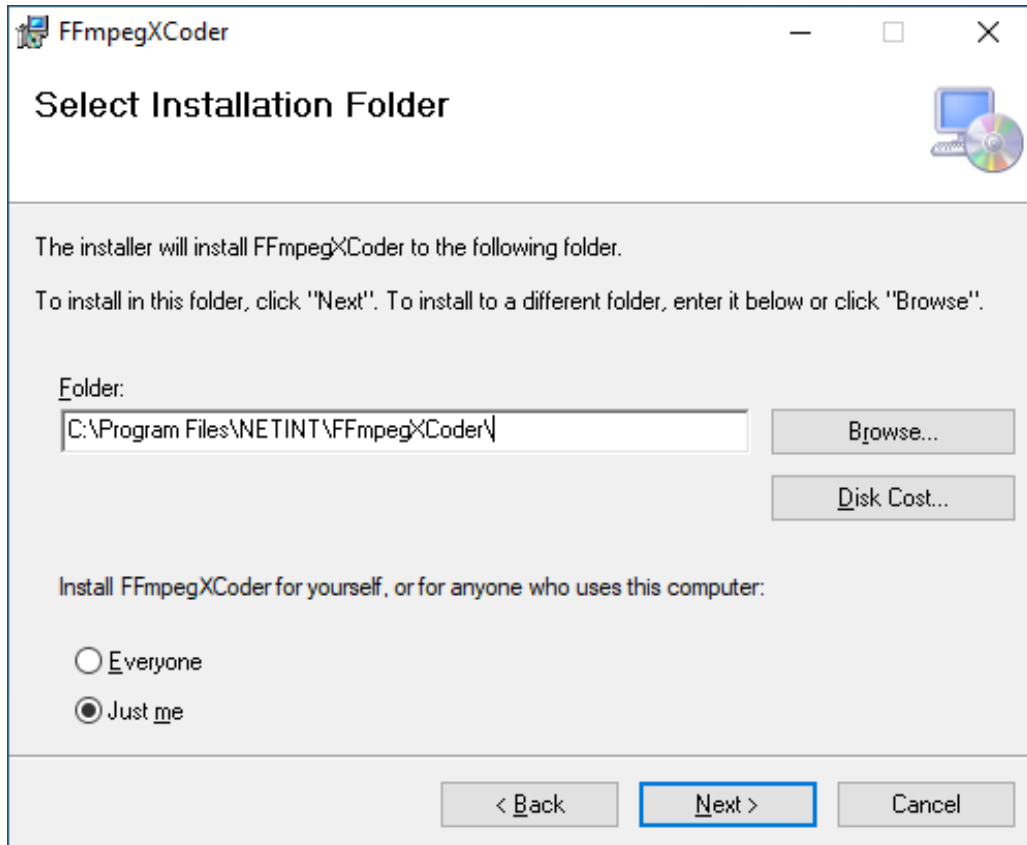 FFmpegXCoder
Select Installation Folder
The installer will install FFmpegXCoder to the following folder.
To install in this folder, click "Next". To install to a different folder, enter it below or click "Browse".
Folder:
C:\Program Files\NETINT\FFmpegXCoder\
Browse...
Disk Cost...
Install FFmpegXCoder for yourself, or for anyone who uses this computer:
Everyone
Just me
< Back
Next >
Cancel